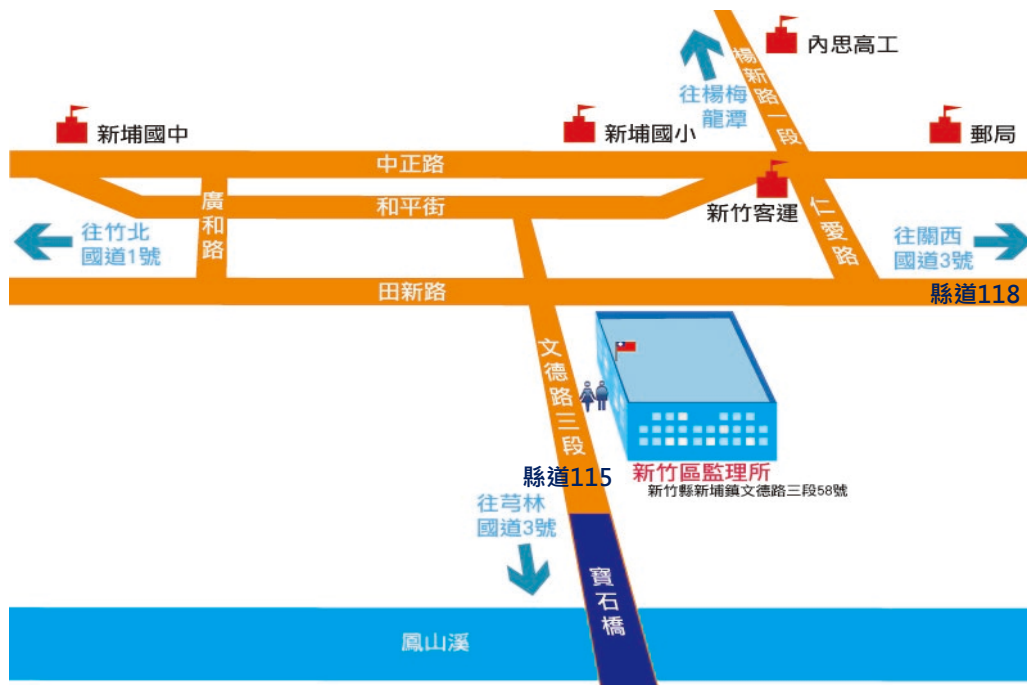 內思高工
楊新路一段
往楊梅
龍潭
新埔國中
新埔國小
郵局
中正路
廣和路
和平街
新竹客運
仁愛路
往竹北
國道1號
往關西
國道3號
田新路
縣道118
文德路三段
縣道115
新竹區監理所
新竹縣新埔鎮文德路三段58號
往芎林
國道3號
寶石橋
鳳山溪